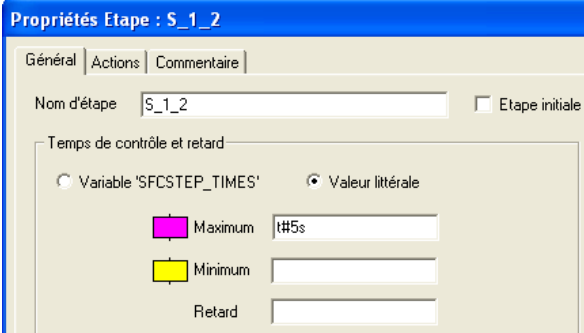 Propriétés Etape : S_1_2
Général Actions Commentaire
Nom d'étape S_1_2 Etape initiale
Temps de contrôle et retard
Variable 'SFCSTEP_TIMES' Valeur littérale
Maximum t#5s
Minimum
Retard